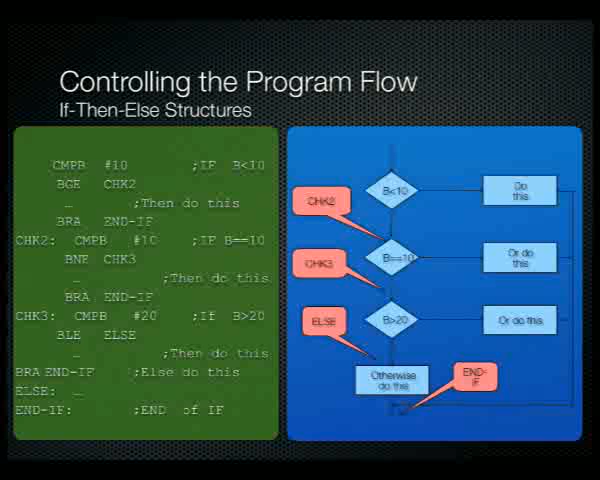 Controlling the Program Flow
If-Then-Else Structures
CMPB #10 ;IF B<10
BGE CHK2
… ;Then do this
BRA END-IF
CHK2: CMPB #10 ;IF B==10
BNE CHK3
… ;Then do this
BRA END-IF
CHK3: CMPB #20 ;If B>20
BLE ELSE
… ;Then do this
BRA END-IF ;Else do this
ELSE: …
END-IF: ;END of IF
B<10
Do
this
CHK2
B==10
Or do
this
CHK3
B>20
Or do this
ELSE
Otherwise
do this
END-
IF